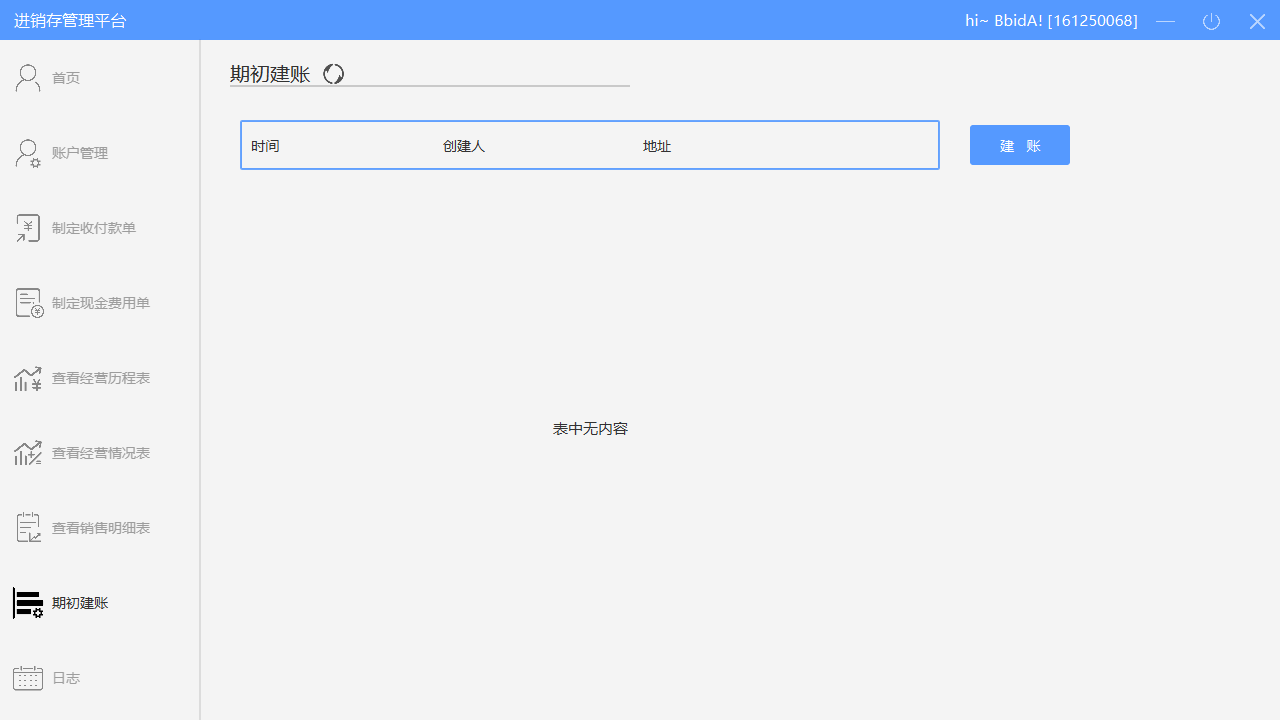 进销存管理平台
hi~ BbidA! [161250068]
首页
账户管理
制定收付款单
制定现金费用单
查看经营历程表
查看经营情况表
查看销售明细表
期初建账
日志
期初建账
时间 创建人 地址
建 账
表中无内容